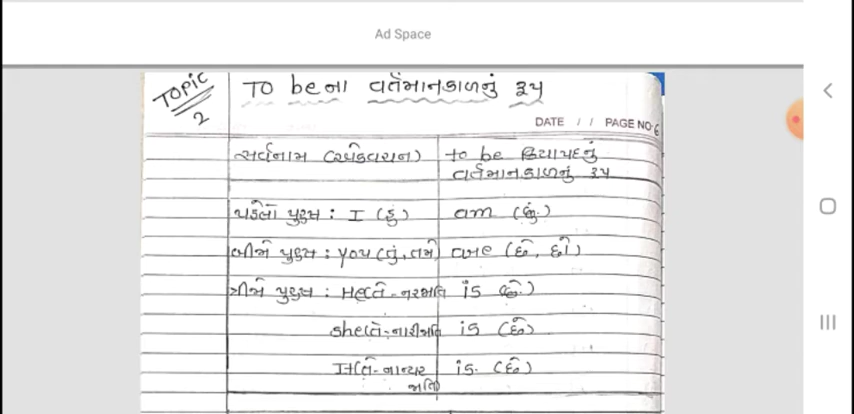 Ad Space
TOPIC 2
TO beના વર્તમાનકાળનું રૂપ
DATE / / PAGE NO: 6
સર્વનામ (એકવચન) to be ક્રિયાપદનું
વર્તમાનકાળનું રૂપ
પહેલો પુરુષ : I (હું) am (છું.)
બીજો પુરુષ : you (તું, તમે) are (છે, છો)
ત્રીજો પુરુષ : He(તે-નરજાતિ is (છે.)
she(તે-નારીજાતિ is (છે)
It(તે-નાન્યતર is. (છે)
જાતિ)